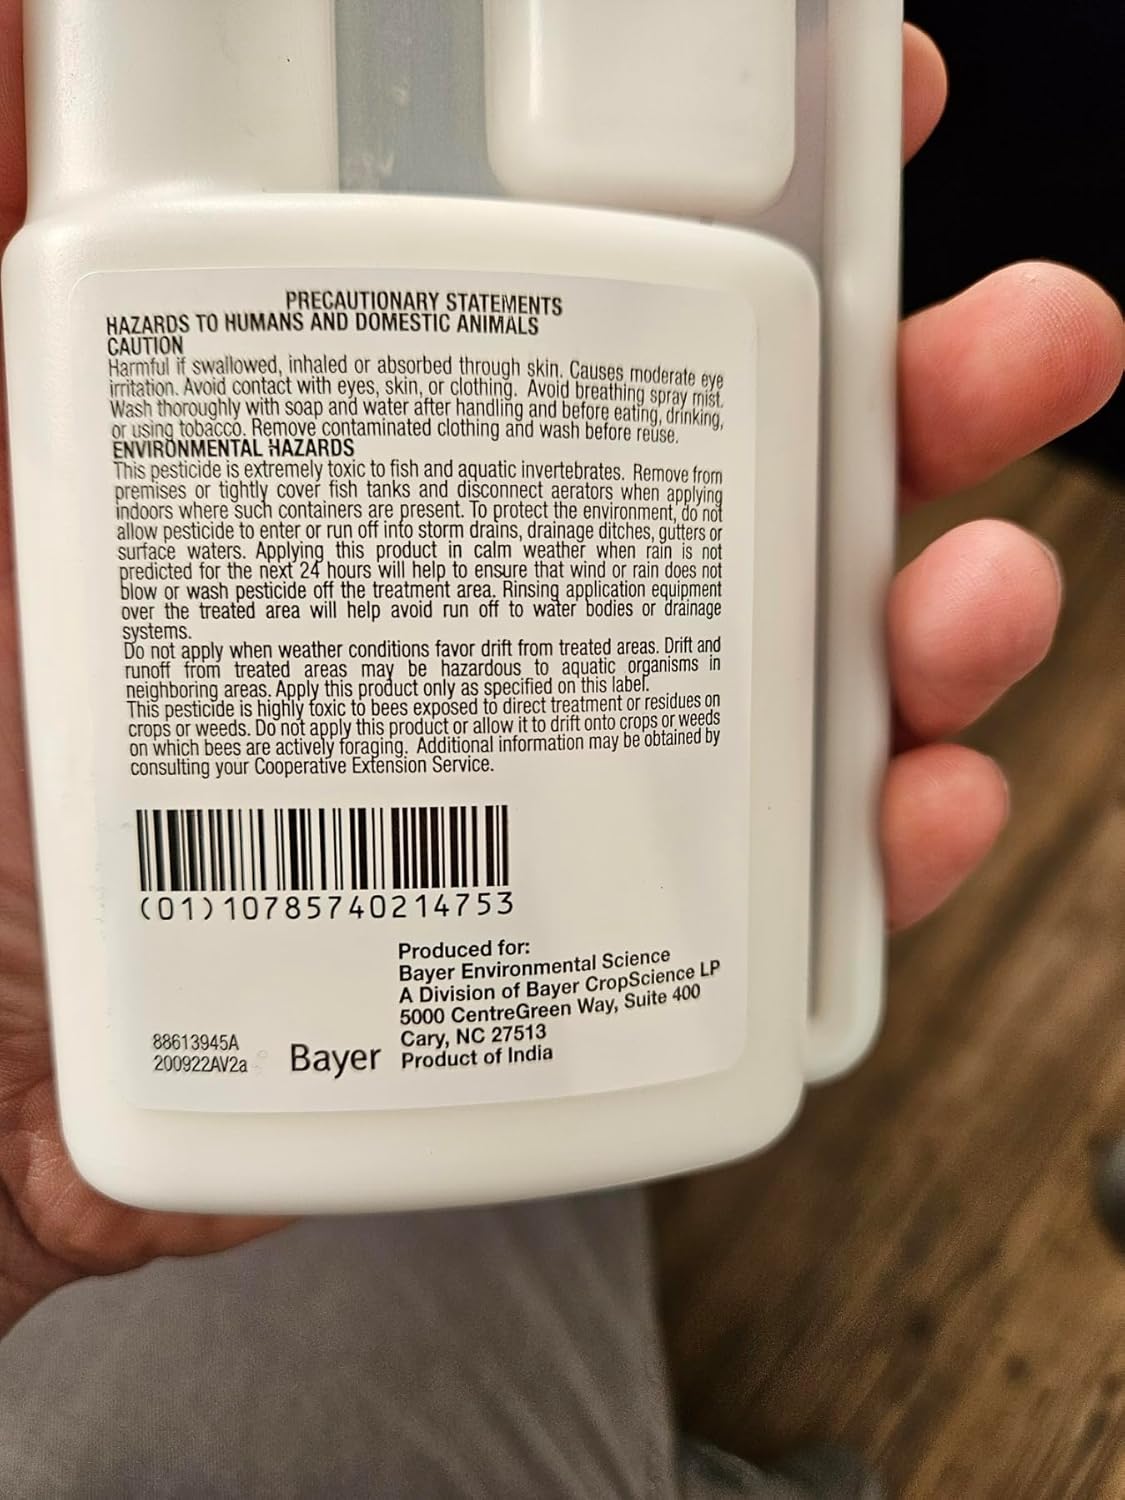 PRECAUTIONARY STATEMENTS
HAZARDS TO HUMANS AND DOMESTIC ANIMALS
CAUTION
Harmful if swallowed, inhaled or absorbed through skin. Causes moderate eye
irritation. Avoid contact with eyes, skin, or clothing. Avoid breathing spray mist.
Wash thoroughly with soap and water after handling and before eating, drinking,
or using tobacco. Remove contaminated clothing and wash before reuse.
ENVIRONMENTAL HAZARDS
This pesticide is extremely toxic to fish and aquatic invertebrates. Remove from
premises or tightly cover fish tanks and disconnect aerators when applying
indoors where such containers are present. To protect the environment, do not
allow pesticide to enter or run off into storm drains, drainage ditches, gutters or
surface waters. Applying this product in calm weather when rain is not
predicted for the next 24 hours will help to ensure that wind or rain does not
blow or wash pesticide off the treatment area. Rinsing application equipment
over the treated area will help avoid run off to water bodies or drainage
systems.
Do not apply when weather conditions favor drift from treated areas. Drift and
runoff from treated areas may be hazardous to aquatic organisms in
neighboring areas. Apply this product only as specified on this label.
This pesticide is highly toxic to bees exposed to direct treatment or residues on
crops or weeds. Do not apply this product or allow it to drift onto crops or weeds
on which bees are actively foraging. Additional information may be obtained by
consulting your Cooperative Extension Service.
(01)10785740214753
Produced for:
Bayer Environmental Science
A Division of Bayer CropScience LP
5000 CentreGreen Way, Suite 400
Cary, NC 27513
Product of India
88613945A
200922AV2a
Bayer